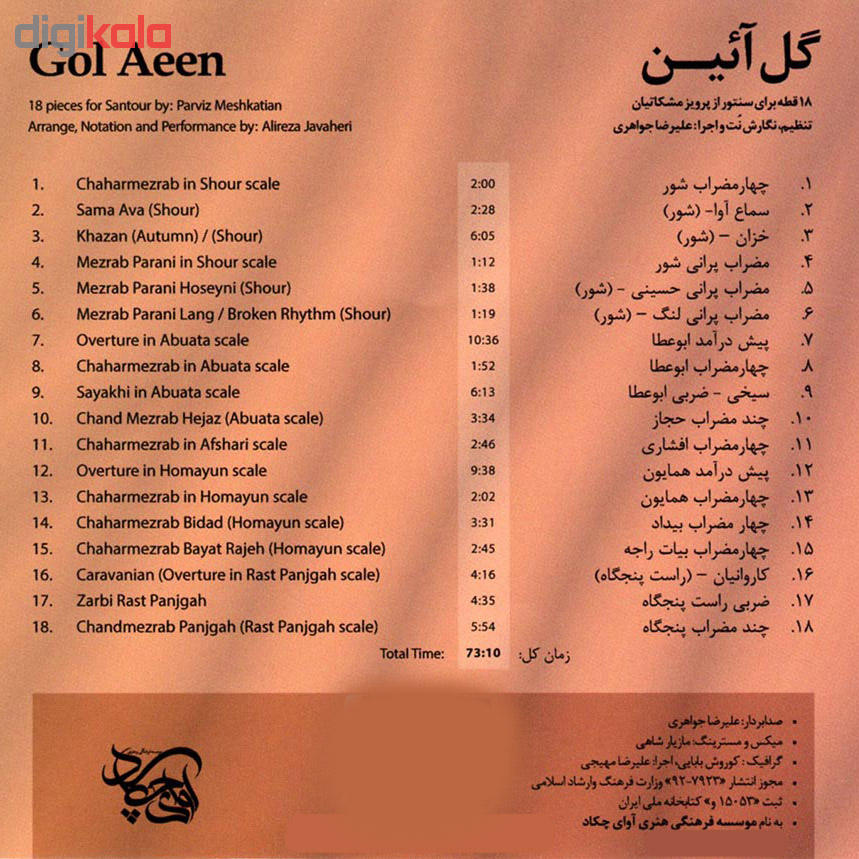 digikala
Gol Aeen
گل آئین
18 pieces for Santour by: Parviz Meshkatian
۱۸ قطه برای سنتور از پرویز مشکاتیان
Arrange, Notation and Performance by: Alireza Javaheri
تنظیم، نگارش نُت و اجرا: علیرضا جواهری
1. Chaharmezrab in Shour scale 2:00 ۱. چهارمضراب شور
2. Sama Ava (Shour) 2:28 ۲. سماع آوا- (شور)
3. Khazan (Autumn) / (Shour) 6:05 ۳. خزان – (شور)
4. Mezrab Parani in Shour scale 1:12 ۴. مضراب پرانی شور
5. Mezrab Parani Hoseyni (Shour) 1:38 ۵. مضراب پرانی حسینی - (شور)
6. Mezrab Parani Lang / Broken Rhythm (Shour) 1:19 ۶. مضراب پرانی لنگ – (شور)
7. Overture in Abuata scale 10:36 ۷. پیش درآمد ابوعطا
8. Chaharmezrab in Abuata scale 1:52 ۸. چهارمضراب ابوعطا
9. Sayakhi in Abuata scale 6:13 ۹. سیخی - ضربی ابوعطا
10. Chand Mezrab Hejaz (Abuata scale) 3:34 ۱۰. چند مضراب حجاز
11. Chaharmezrab in Afshari scale 2:46 ۱۱. چهارمضراب افشاری
12. Overture in Homayun scale 9:38 ۱۲. پیش درآمد همایون
13. Chaharmezrab in Homayun scale 2:02 ۱۳. چهارمضراب همایون
14. Chaharmezrab Bidad (Homayun scale) 3:31 ۱۴. چهار مضراب بیداد
15. Chaharmezrab Bayat Rajeh (Homayun scale) 2:45 ۱۵. چهارمضراب بیات راجه
16. Caravanian (Overture in Rast Panjgah scale) 4:16 ۱۶. کاروانیان – (راست پنجگاه)
17. Zarbi Rast Panjgah 4:35 ۱۷. ضربی راست پنجگاه
18. Chandmezrab Panjgah (Rast Panjgah scale) 5:54 ۱۸. چند مضراب پنجگاه
Total Time: 73:10 زمان کل:
• صدابردار: علیرضا جواهری
• میکس و مسترینگ: مازیار شاهی
• گرافیک: کوروش بابایی، اجرا: علیرضا مهیجی
• مجوز انتشار «۷۹۲۳-۹۲» وزارت فرهنگ وارشاد اسلامی
• ثبت «۱۵۰۵۳ و» کتابخانه ملی ایران
• به نام موسسه فرهنگی هنری آوای چکاد
آوای چکاد